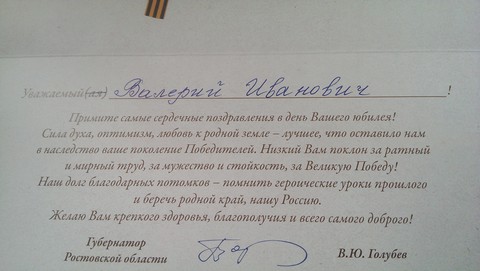 Уважаемый(ая) Валерий Иванович !
Примите самые сердечные поздравления в день Вашего юбилея!
Сила духа, оптимизм, любовь к родной земле – лучшее, что оставило нам
в наследство ваше поколение Победителей. Низкий Вам поклон за ратный
и мирный труд, за мужество и стойкость, за Великую Победу!
Наш долг благодарных потомков – помнить героические уроки прошлого
и беречь родной край, нашу Россию.
Желаю Вам крепкого здоровья, благополучия и всего самого доброго!
Губернатор
Ростовской области
В.Ю. Голубев